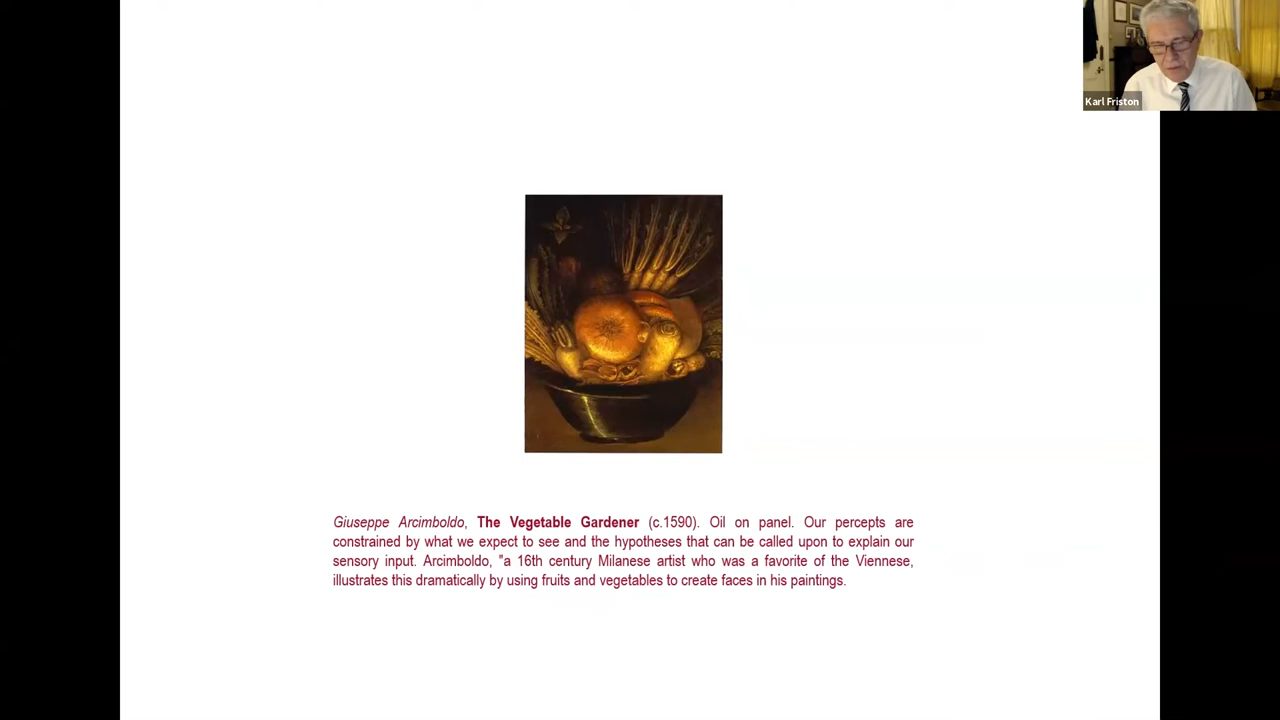 Karl Friston
Giuseppe Arcimboldo, The Vegetable Gardener (c.1590). Oil on panel. Our percepts are
constrained by what we expect to see and the hypotheses that can be called upon to explain our
sensory input. Arcimboldo, "a 16th century Milanese artist who was a favorite of the Viennese,
illustrates this dramatically by using fruits and vegetables to create faces in his paintings.